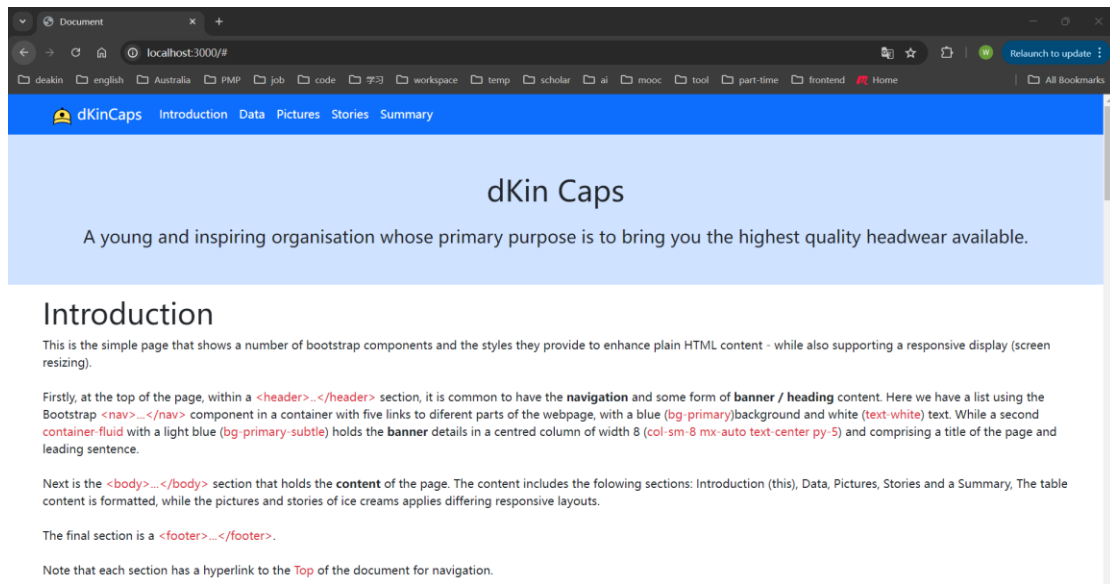 Document
localhost:3000/#
W
Relaunch to update
deakin english Australia PMP job code 学习 workspace temp scholar ai mooc tool part-time frontend Home All Bookmarks
dKinCaps Introduction Data Pictures Stories Summary
dKin Caps
A young and inspiring organisation whose primary purpose is to bring you the highest quality headwear available.
Introduction
This is the simple page that shows a number of bootstrap components and the styles they provide to enhance plain HTML content - while also supporting a responsive display (screen
resizing).
Firstly, at the top of the page, within a <header>..</header> section, it is common to have the navigation and some form of banner / heading content. Here we have a list using the
Bootstrap <nav>...</nav> component in a container with five links to diferent parts of the webpage, with a blue (bg-primary)background and white (text-white) text. While a second
container-fluid with a light blue (bg-primary-subtle) holds the banner details in a centred column of width 8 (col-sm-8 mx-auto text-center py-5) and comprising a title of the page and
leading sentence.
Next is the <body>...</body> section that holds the content of the page. The content includes the folowing sections: Introduction (this), Data, Pictures, Stories and a Summary, The table
content is formatted, while the pictures and stories of ice creams applies differing responsive layouts.
The final section is a <footer>...</footer>.
Note that each section has a hyperlink to the Top of the document for navigation.